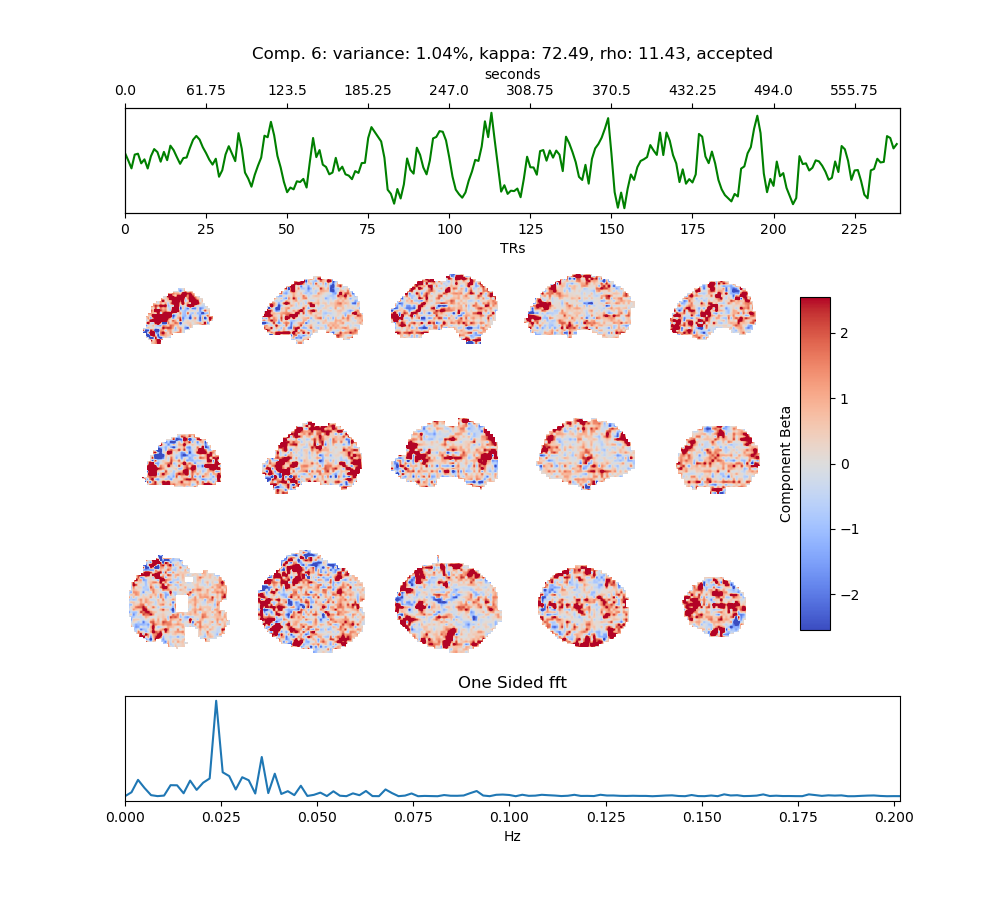 Comp. 6: variance: 1.04%, kappa: 72.49, rho: 11.43, accepted
seconds
0.0 61.75 123.5 185.25 247.0 308.75 370.5 432.25 494.0 555.75
0 25 50 75 100 125 150 175 200 225
TRs
2
1
0
−1
−2
Component Beta
One Sided fft
0.000 0.025 0.050 0.075 0.100 0.125 0.150 0.175 0.200
Hz